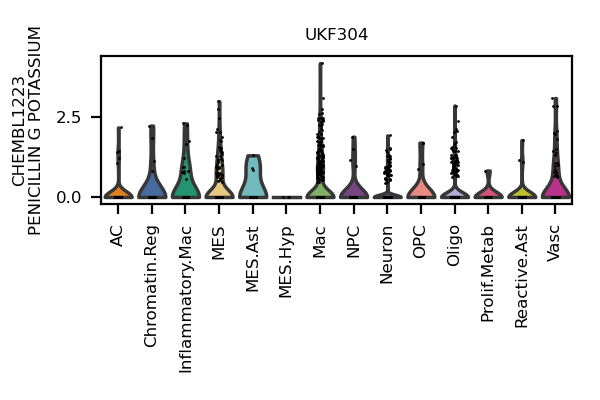 UKF304
CHEMBL1223
PENICILLIN G POTASSIUM
2.5
0.0
AC
Chromatin.Reg
Inflammatory.Mac
MES
MES.Ast
MES.Hyp
Mac
NPC
Neuron
OPC
Oligo
Prolif.Metab
Reactive.Ast
Vasc